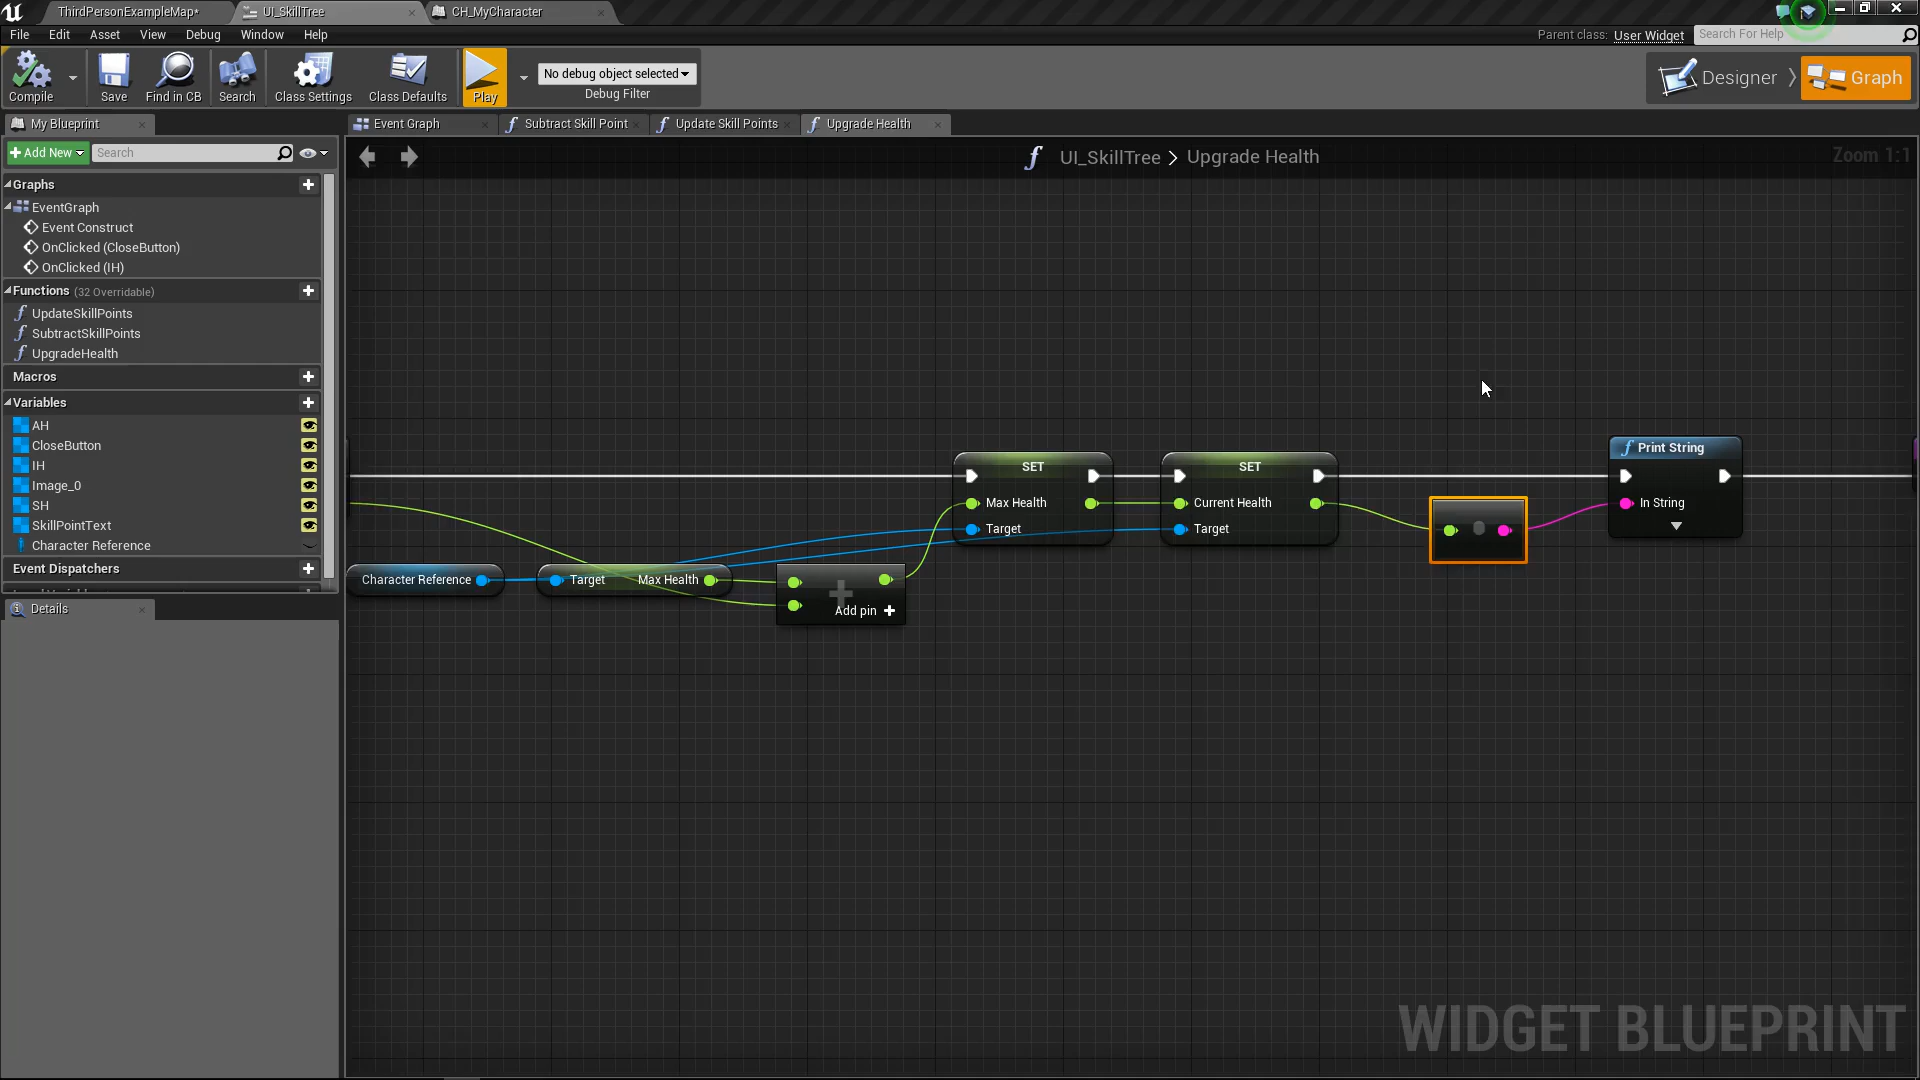 ThirdPersonExampleMap*
UI_SkillTree
CH_MyCharacter
File Edit Asset View Debug Window Help
Parent class: User Widget
Search For Help
Compile
Save
Find in CB
Search
Class Settings
Class Defaults
Play
No debug object selected
Debug Filter
Designer
Graph
My Blueprint
Event Graph
Subtract Skill Point
Update Skill Points
Upgrade Health
Add New
Search
UI_SkillTree > Upgrade Health
Zoom 1:1
Graphs
EventGraph
Event Construct
OnClicked (CloseButton)
OnClicked (IH)
Functions (32 Overridable)
UpdateSkillPoints
SubtractSkillPoints
UpgradeHealth
Macros
Variables
AH
CloseButton
IH
Image_0
SH
SkillPointText
Character Reference
Event Dispatchers
Details
SET
Max Health
Target
SET
Current Health
Target
Print String
In String
Character Reference
Target Max Health
Add pin
WIDGET BLUEPRINT